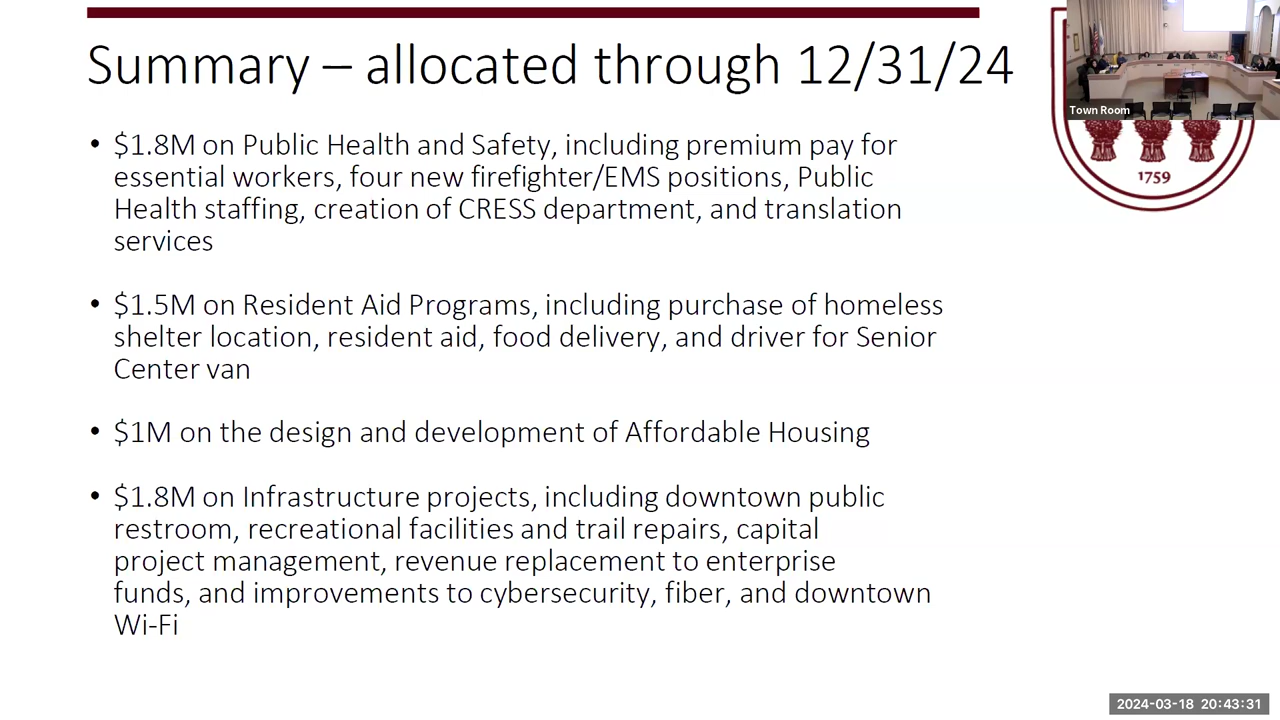 Summary – allocated through 12/31/24
Town Room
1759
• $1.8M on Public Health and Safety, including premium pay for
essential workers, four new firefighter/EMS positions, Public
Health staffing, creation of CRESS department, and translation
services
• $1.5M on Resident Aid Programs, including purchase of homeless
shelter location, resident aid, food delivery, and driver for Senior
Center van
• $1M on the design and development of Affordable Housing
• $1.8M on Infrastructure projects, including downtown public
restroom, recreational facilities and trail repairs, capital
project management, revenue replacement to enterprise
funds, and improvements to cybersecurity, fiber, and downtown
Wi-Fi
2024-03-18 20:43:31